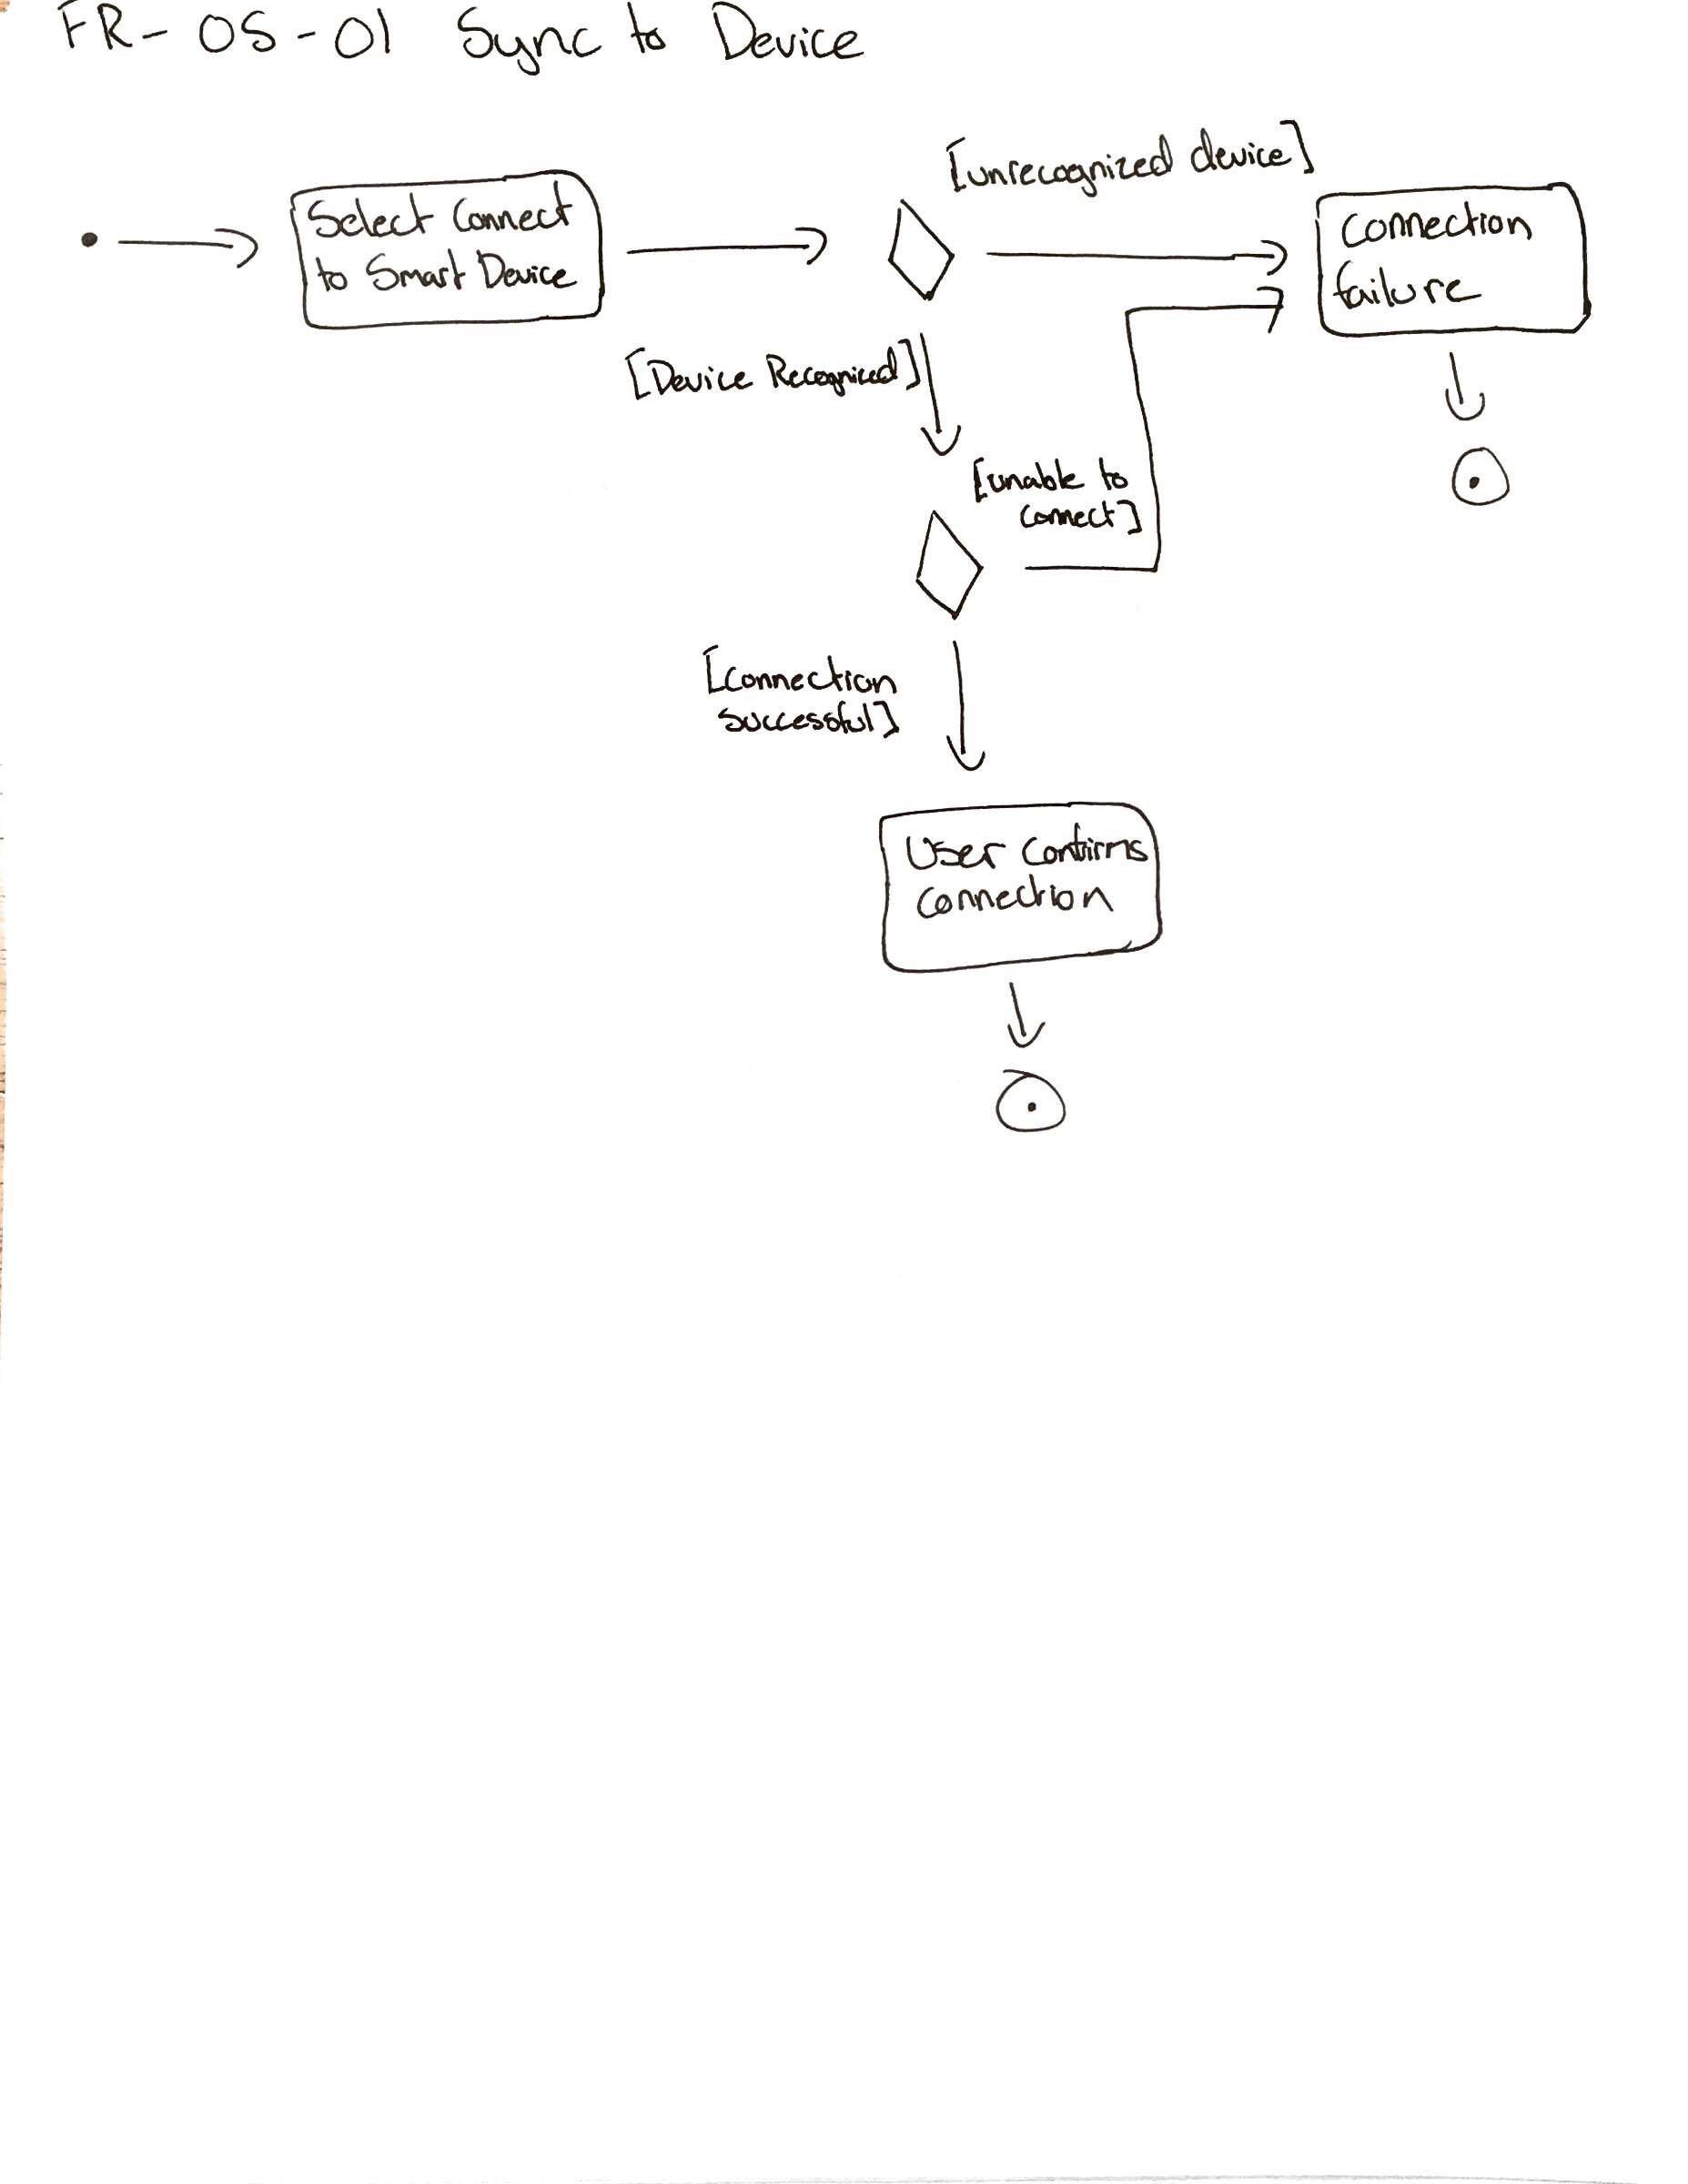 FR-OS-01 Sync to Device
[unrecognized device]
Select Connect
to Smart Device
connection
failure
[Device Recognized]
[unable to
connect]
[connection
successful]
User Confirms
connection